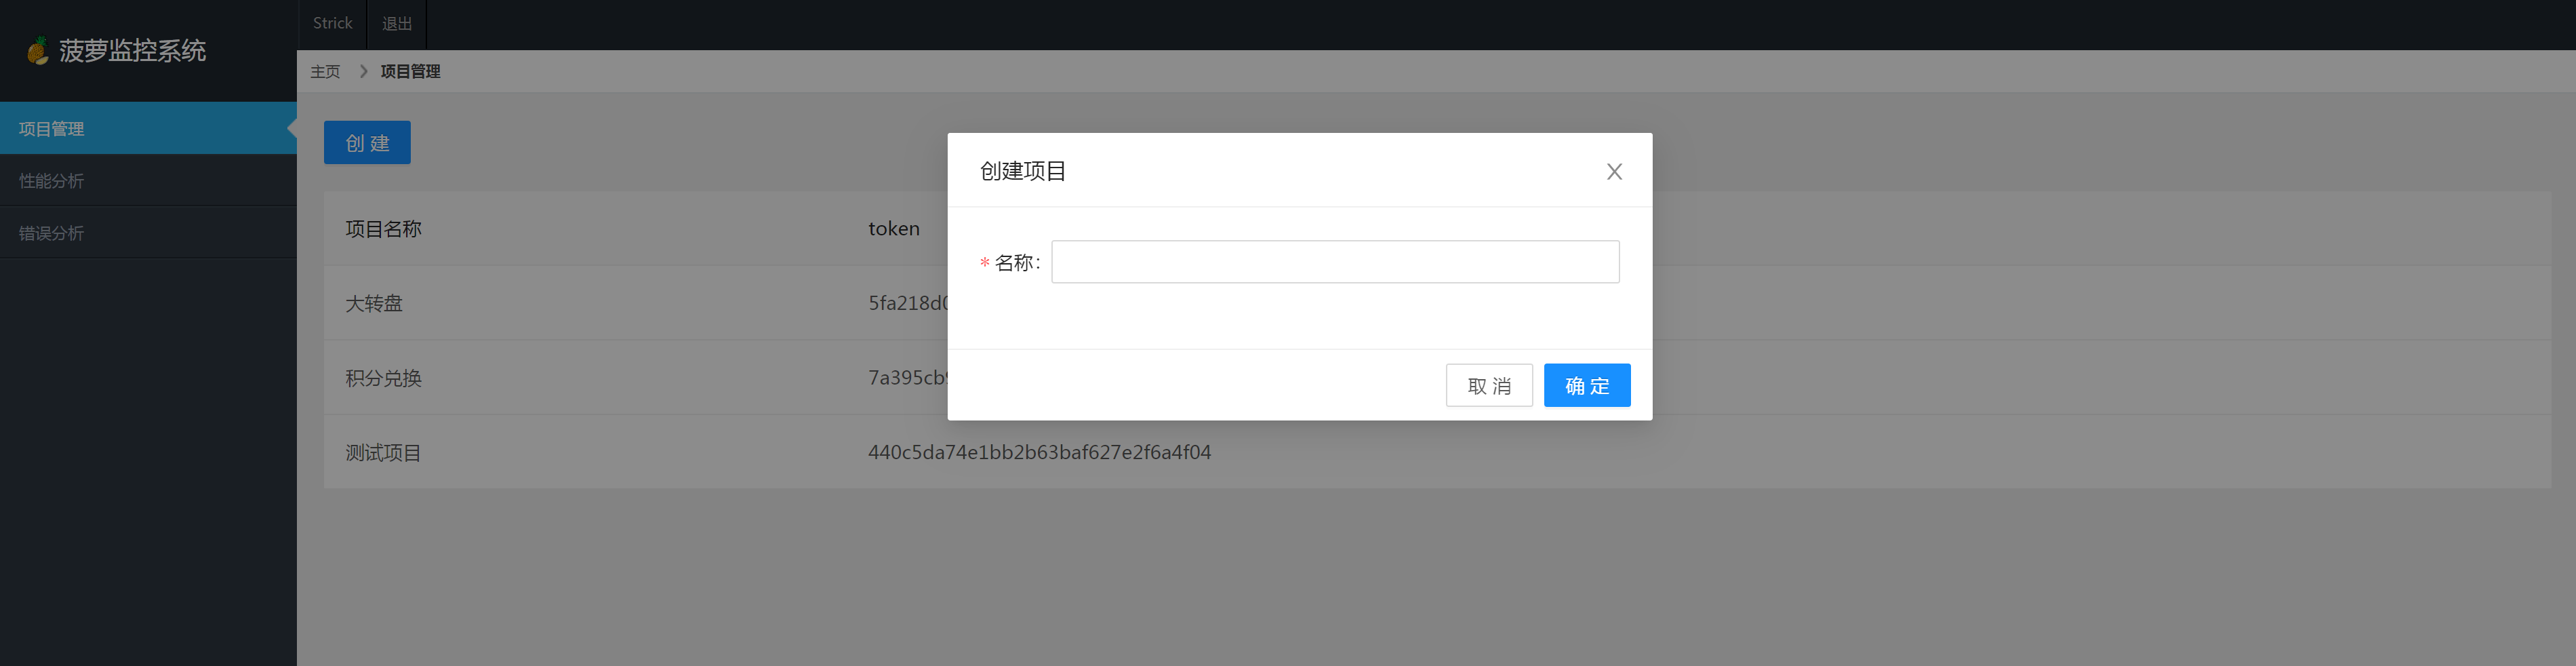 Strick 退出
菠萝监控系统
主页 项目管理
项目管理
性能分析
错误分析
创 建
项目名称 token
大转盘
积分兑换
测试项目 440c5da74e1bb2b63baf627e2f6a4f04
创建项目
* 名称:
取 消 确 定